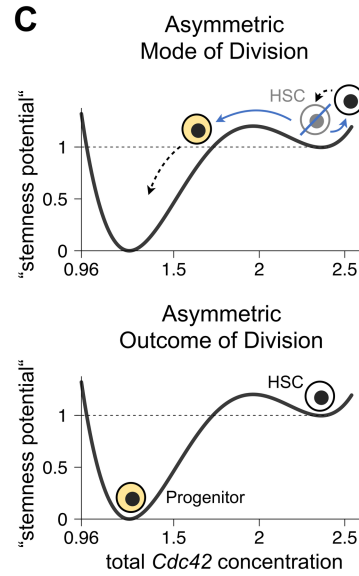 C
Asymmetric
Mode of Division
HSC
“stemness potential“
1
0.5
0
0.96
1.5
2
2.5
Asymmetric
Outcome of Division
HSC
Progenitor
“stemness potential“
1
0.5
0
0.96
1.5
2
2.5
total Cdc42 concentration